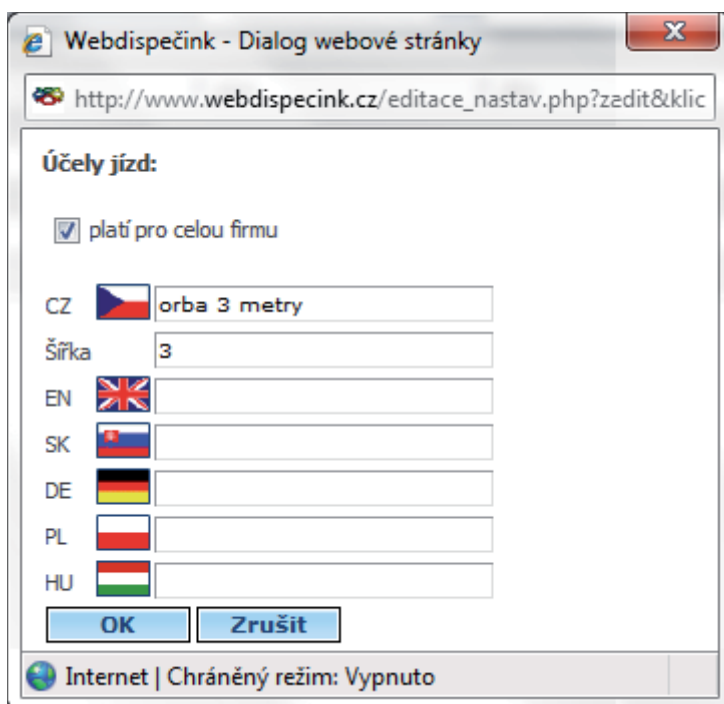 Webdispečink - Dialog webové stránky
x
http://www.webdispecink.cz/editace_nastav.php?zedit&klic
Účely jízd:
platí pro celou firmu
CZ orba 3 metry
Šířka 3
EN
SK
DE
PL
HU
OK Zrušit
Internet | Chráněný režim: Vypnuto